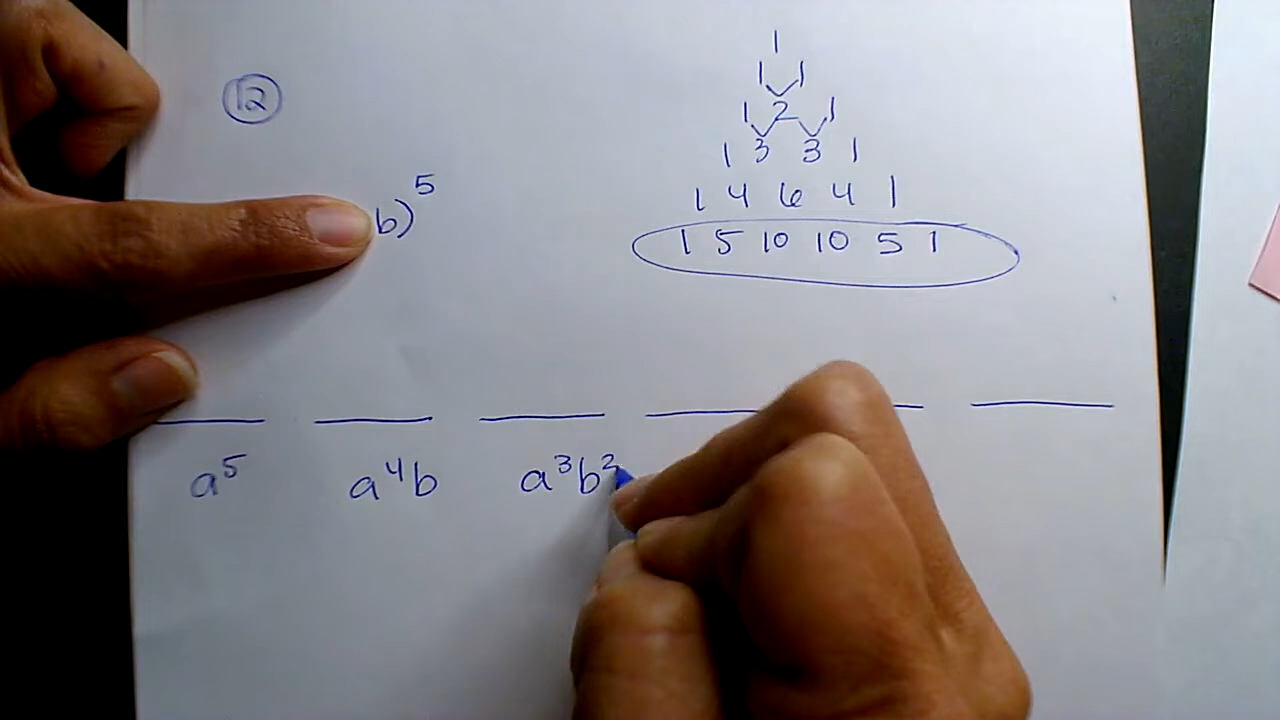 12
b)⁵
1
1 1
1 2 1
1 3 3 1
1 4 6 4 1
1 5 10 10 5 1
a⁵ a⁴b a³b²